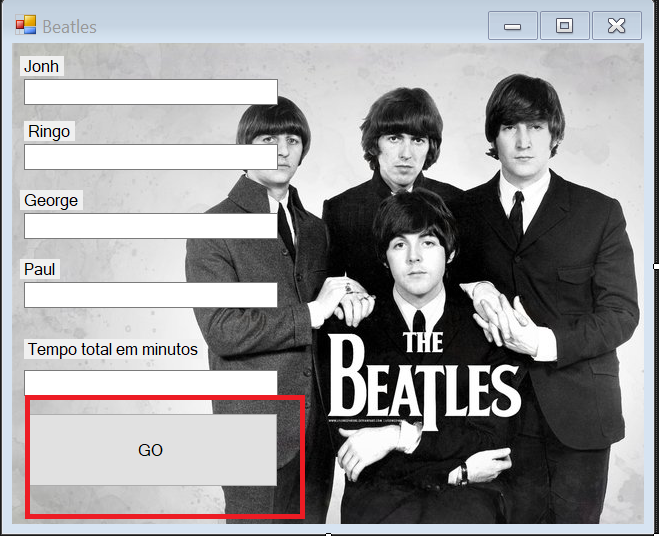 Beatles
Jonh
Ringo
George
Paul
Tempo total em minutos
GO
THE
BEATLES